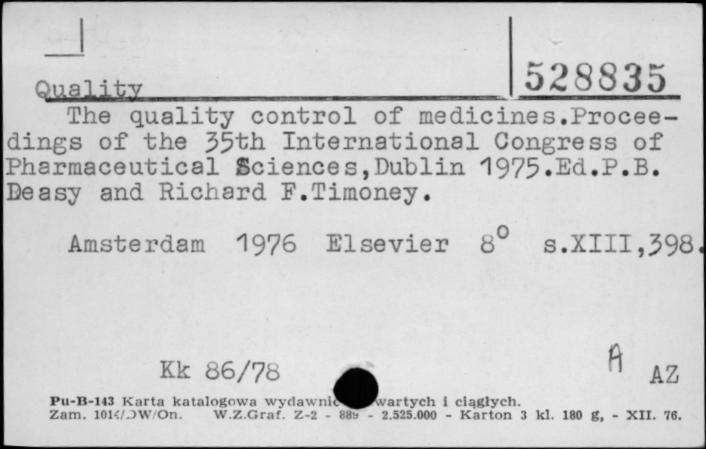 528835
Quality
The quality control of medicines.Procee-
dings of the 35th International Congress of
Pharmaceutical Sciences,Dublin 1975.Ed.P.B.
Deasy and Richard F.Timoney.
Amsterdam 1976 Elsevier 8° s.XIII,398.
Kk 86/78 A AZ
Pu-B-143 Karta katalogowa wydawnic wartych i ciągłych.
Zam. W.Z.Graf. Z-2 - 889 - 2.525.000 - Karton 3 kl. 180 g, - XII. 76.